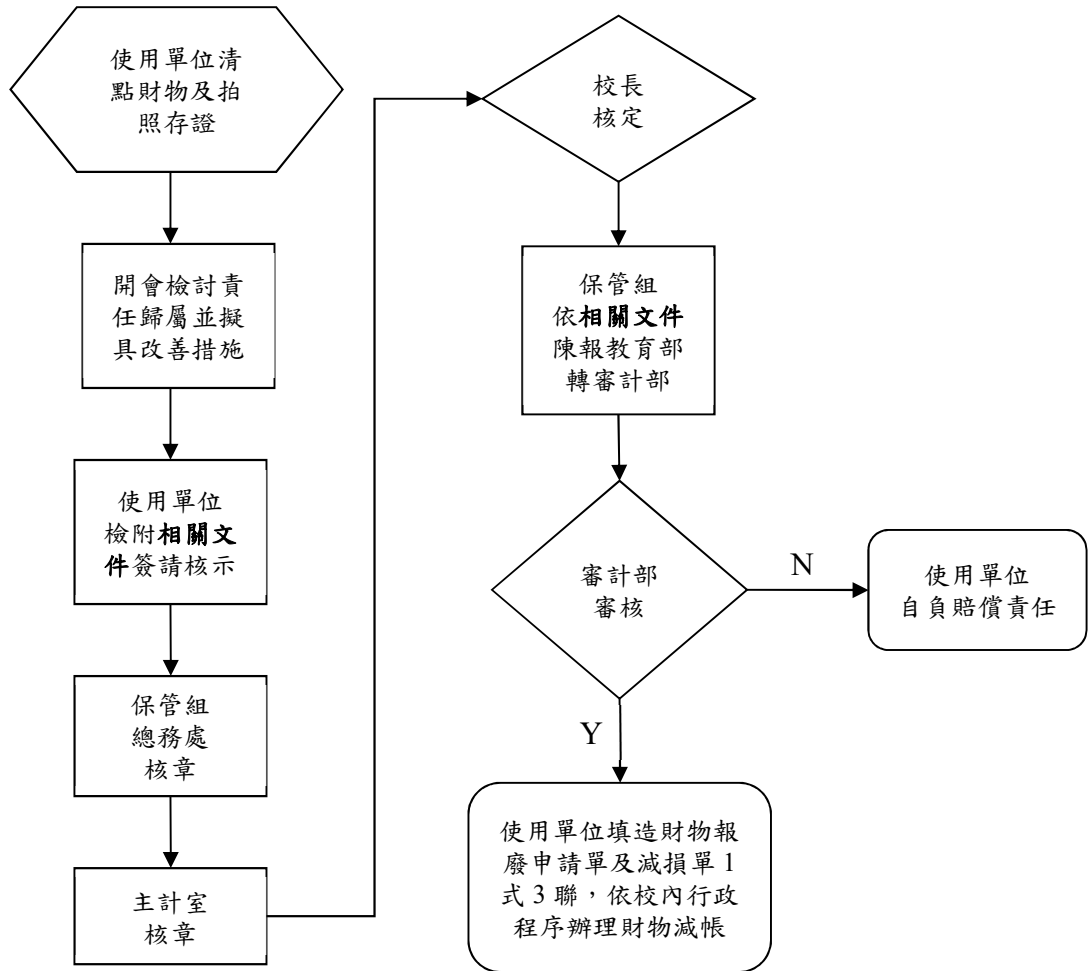 使用單位清
點財物及拍
照存證
開會檢討責
任歸屬並擬
具改善措施
使用單位
檢附相關文
件簽請核示
保管組
總務處
核章
主計室
核章
校長
核定
保管組
依相關文件
陳報教育部
轉審計部
審計部
審核
N
使用單位
自負賠償責任
Y
使用單位填造財物報
廢申請單及減損單 1
式 3 聯，依校內行政
程序辦理財物減帳